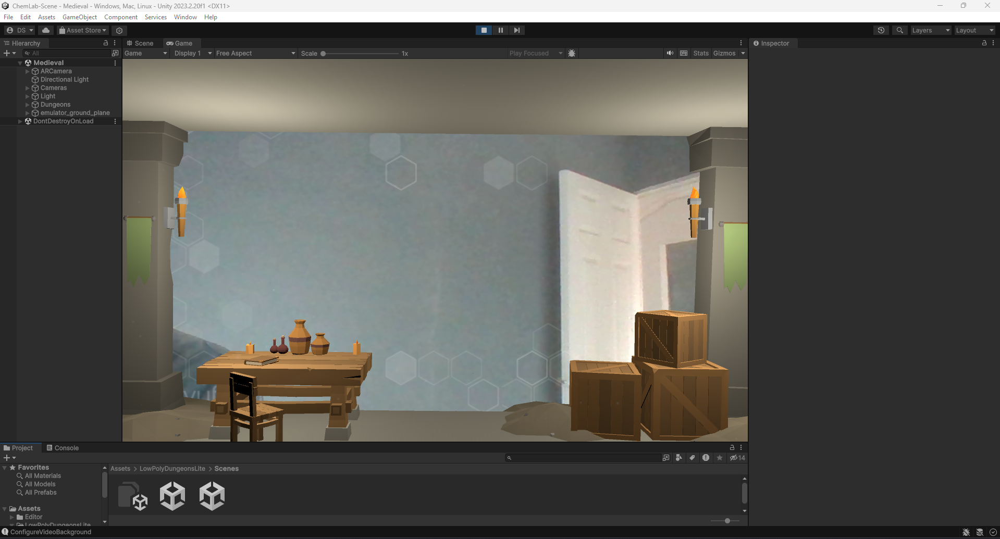 ChemLab-Scene - Medieval - Windows, Mac, Linux - Unity 2023.2.20f1 <DX11>
File Edit Assets GameObject Component Services Window Help
DS Asset Store Layers Layout
Hierarchy Scene Game Inspector
All Game Display 1 Free Aspect Scale 1x Play Focused Stats Gizmos
Medieval
ARCamera
Directional Light
Cameras
Light
Dungeons
emulator_ground_plane
DontDestroyOnLoad
Project Console
14
Favorites
Assets > LowPolyDungeonsLite > Scenes
All Materials
All Models
All Prefabs
Assets
Editor
LowPolyDungeonsLite
ConfigureVideoBackground